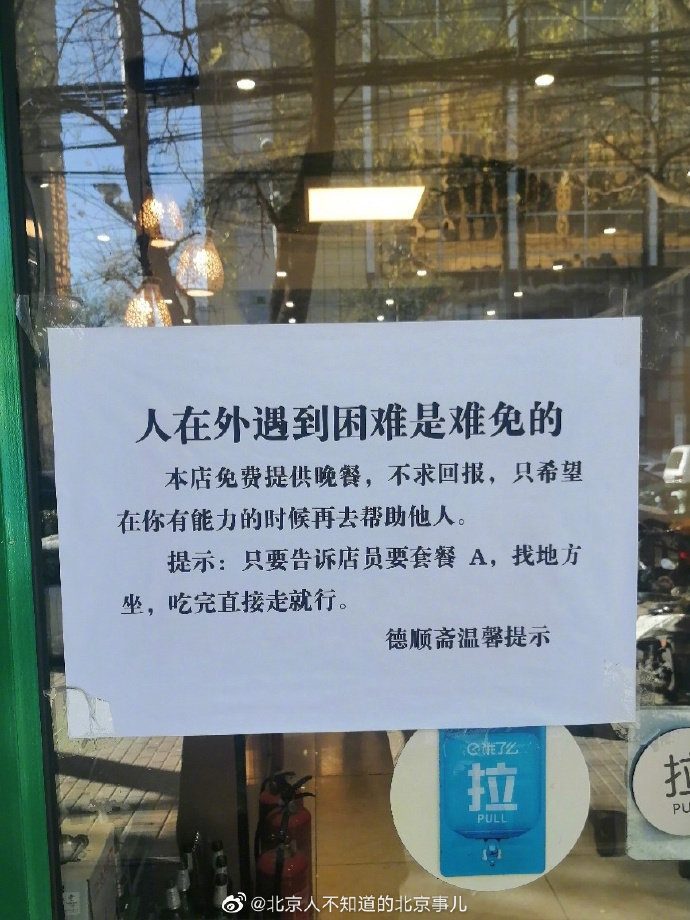 人在外遇到困难是难免的
本店免费提供晚餐，不求回报，只希望
在你有能力的时候再去帮助他人。
提示：只要告诉店员要套餐 A，找地方
坐，吃完直接走就行。
德顺斋温馨提示
饿了么
拉
PULL
拉
PU
@北京人不知道的北京事儿